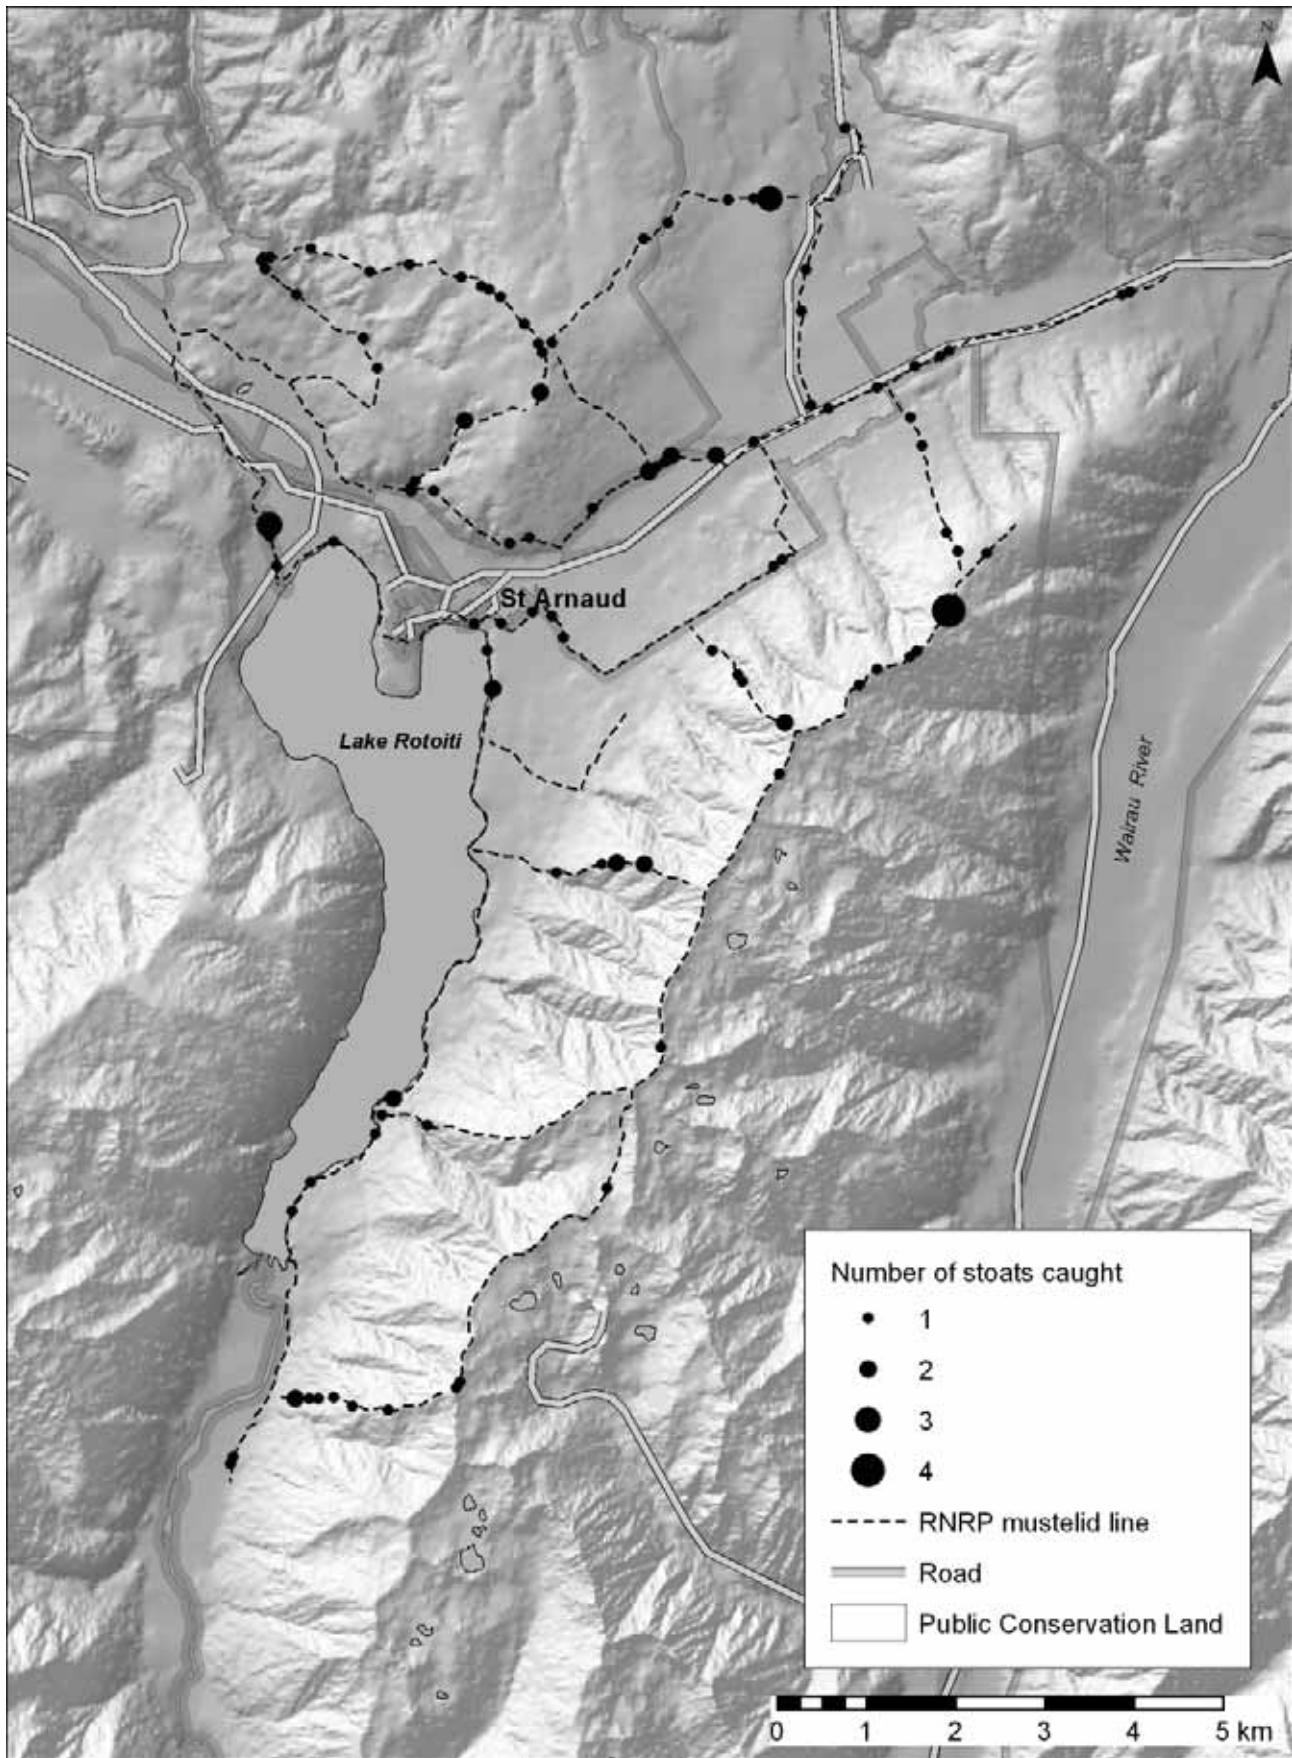 N
St Arnaud
Lake Rotoiti
Wairau River
Number of stoats caught
1
2
3
4
RNRP mustelid line
Road
Public Conservation Land
0 1 2 3 4 5 km